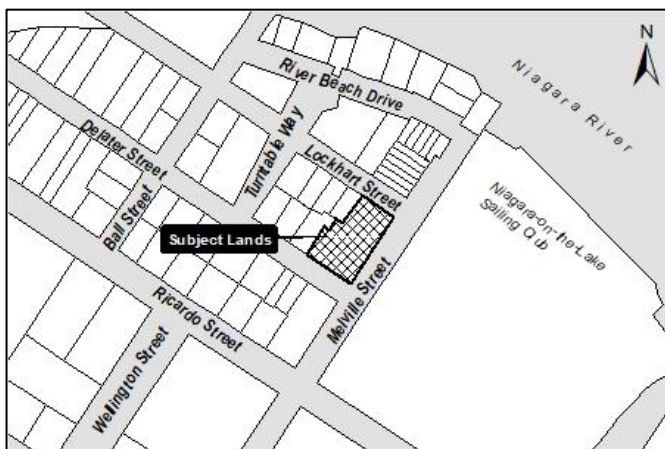 N
Niagara River
River Beach Drive
Delater Street
Turntable Way
Lockhart Street
Niagara-on-the-Lake
Sailing Club
Ball Street
Subject Lands
Melville Street
Ricardo Street
Wellington Street